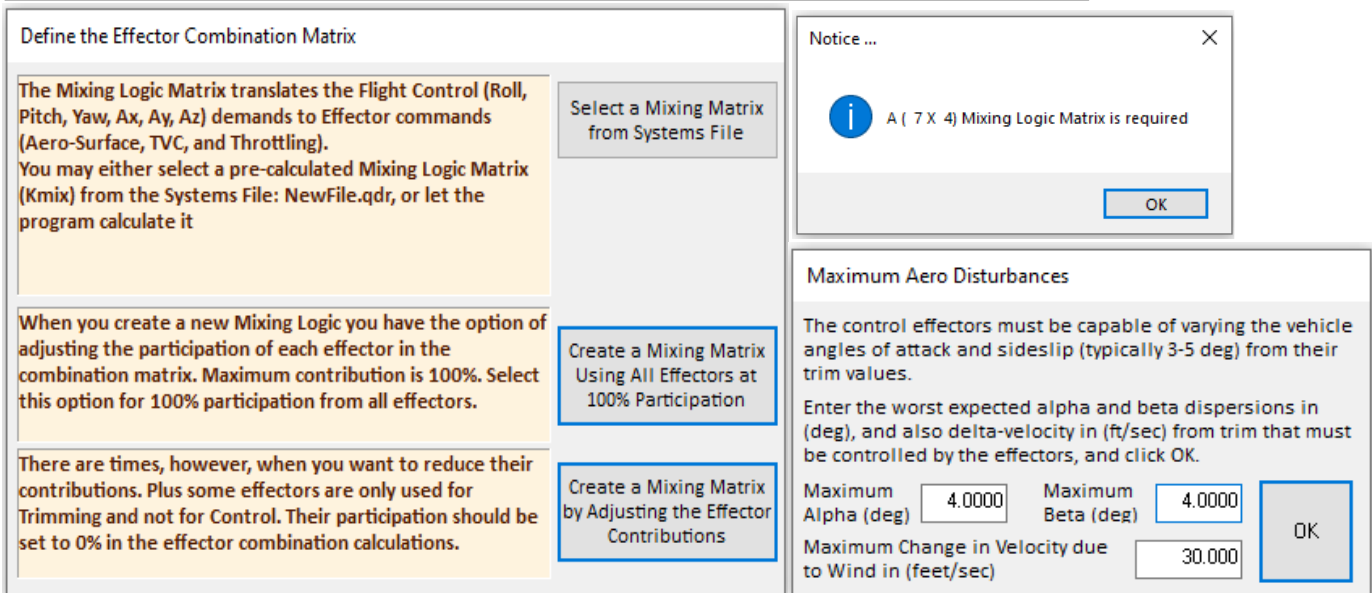 Define the Effector Combination Matrix
The Mixing Logic Matrix translates the Flight Control (Roll,
Pitch, Yaw, Ax, Ay, Az) demands to Effector commands
(Aero-Surface, TVC, and Throttling).
You may either select a pre-calculated Mixing Logic Matrix
(Kmix) from the Systems File: NewFile.qdr, or let the
program calculate it
Select a Mixing Matrix
from Systems File
When you create a new Mixing Logic you have the option of
adjusting the participation of each effector in the
combination matrix. Maximum contribution is 100%. Select
this option for 100% participation from all effectors.
Create a Mixing Matrix
Using All Effectors at
100% Participation
There are times, however, when you want to reduce their
contributions. Plus some effectors are only used for
Trimming and not for Control. Their participation should be
set to 0% in the effector combination calculations.
Create a Mixing Matrix
by Adjusting the Effector
Contributions
Notice ...
A ( 7 X 4) Mixing Logic Matrix is required
OK
Maximum Aero Disturbances
The control effectors must be capable of varying the vehicle
angles of attack and sideslip (typically 3-5 deg) from their
trim values.
Enter the worst expected alpha and beta dispersions in
(deg), and also delta-velocity in (ft/sec) from trim that must
be controlled by the effectors, and click OK.
Maximum
Alpha (deg)
4.0000
Maximum
Beta (deg)
4.0000
Maximum Change in Velocity due
to Wind in (feet/sec)
30.000
OK